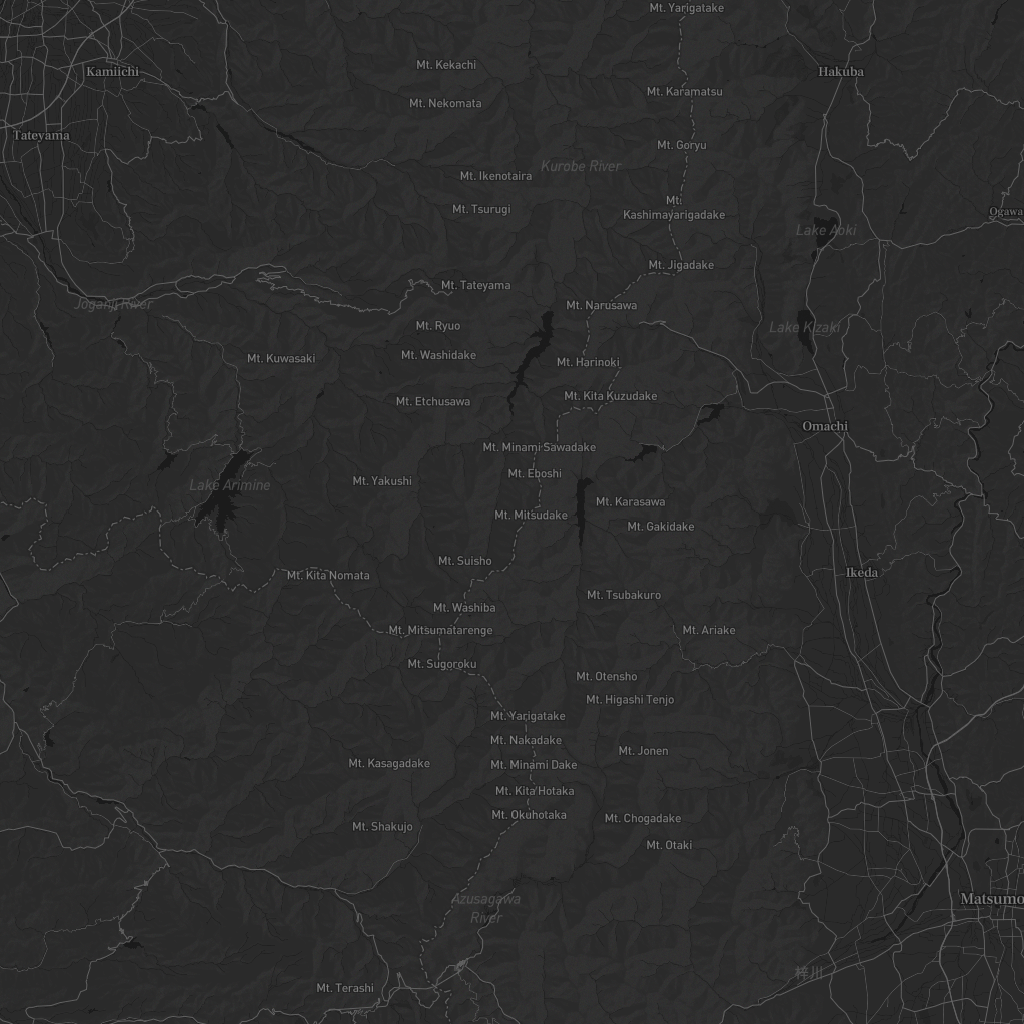 Mt. Yarigatake
Mt. Kekachi
Kamiichi
Hakuba
Mt. Karamatsu
Mt. Nekomata
Tateyama
Mt. Goryu
Kurobe River
Mt. Ikenotaira
Mt.
Kashimayarigadake
Mt. Tsurugi
Ogawa
Lake Aoki
Mt. Jigadake
Mt. Tateyama
Joganji River
Mt. Narusawa
Mt. Ryuo
Lake Kizaki
Mt. Kuwasaki
Mt. Washidake
Mt. Harinoki
Mt. Kita Kuzudake
Mt. Etchusawa
Omachi
Mt. Minami Sawadake
Mt. Eboshi
Mt. Yakushi
Lake Arimine
Mt. Karasawa
Mt. Mitsudake
Mt. Gakidake
Mt. Suisho
Mt. Kita Nomata
Ikeda
Mt. Tsubakuro
Mt. Washiba
Mt. Mitsumatarenge
Mt. Ariake
Mt. Sugoroku
Mt. Otensho
Mt. Higashi Tenjo
Mt. Yarigatake
Mt. Nakadake
Mt. Jonen
Mt. Kasagadake
Mt. Minami Dake
Mt. Kita Hotaka
Mt. Okuhotaka
Mt. Chogadake
Mt. Shakujo
Mt. Otaki
Azusagawa
River
Matsumo
梓川
Mt. Terashi